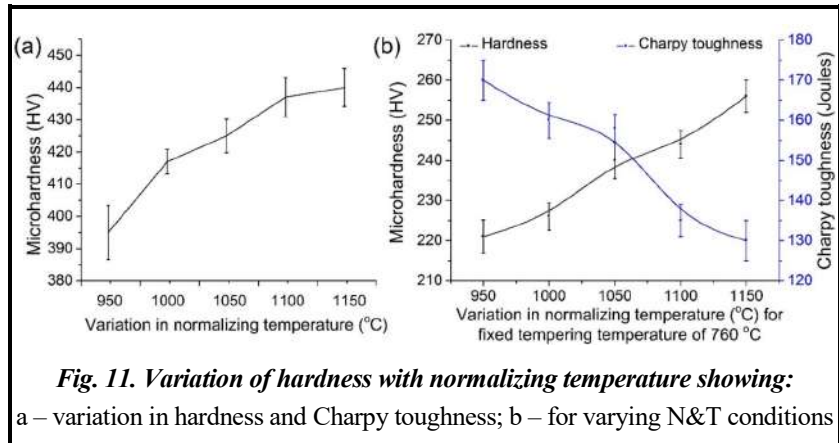 (a)
450
440
430
420
410
400
390
380
Microhardness (HV)
950 1000 1050 1100 1150
Variation in normalizing temperature (°C)
(b)
Hardness Charpy toughness
270
260
250
240
230
220
210
Microhardness (HV)
180
170
160
150
140
130
120
Charpy toughness (Joules)
950 1000 1050 1100 1150
Variation in normalizing temperature (°C) for
fixed tempering temperature of 760 °C
Fig. 11. Variation of hardness with normalizing temperature showing:
a – variation in hardness and Charpy toughness; b – for varying N&T conditions